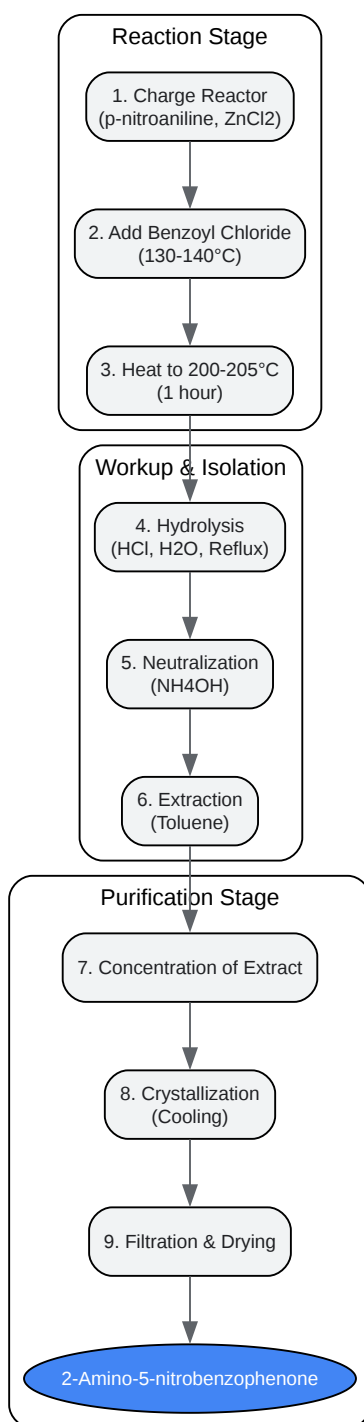 Reaction Stage
1. Charge Reactor
(p-nitroaniline, ZnCl2)
2. Add Benzoyl Chloride
(130-140°C)
3. Heat to 200-205°C
(1 hour)
Workup & Isolation
4. Hydrolysis
(HCl, H2O, Reflux)
5. Neutralization
(NH4OH)
6. Extraction
(Toluene)
Purification Stage
7. Concentration of Extract
8. Crystallization
(Cooling)
9. Filtration & Drying
2-Amino-5-nitrobenzophenone